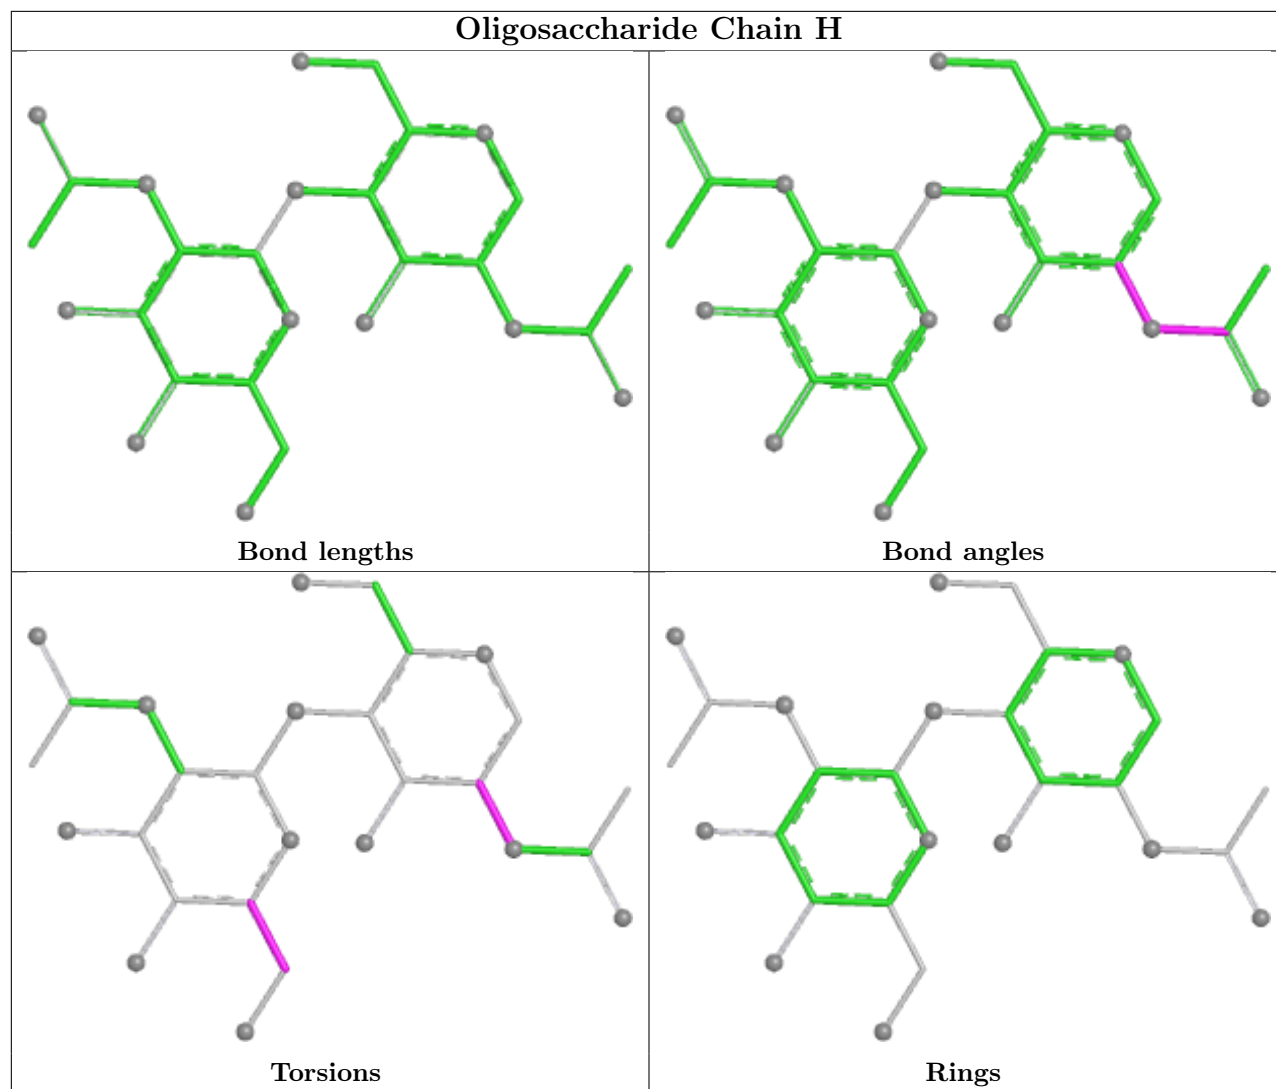 Oligosaccharide Chain H
Bond lengths
Bond angles
Torsions
Rings